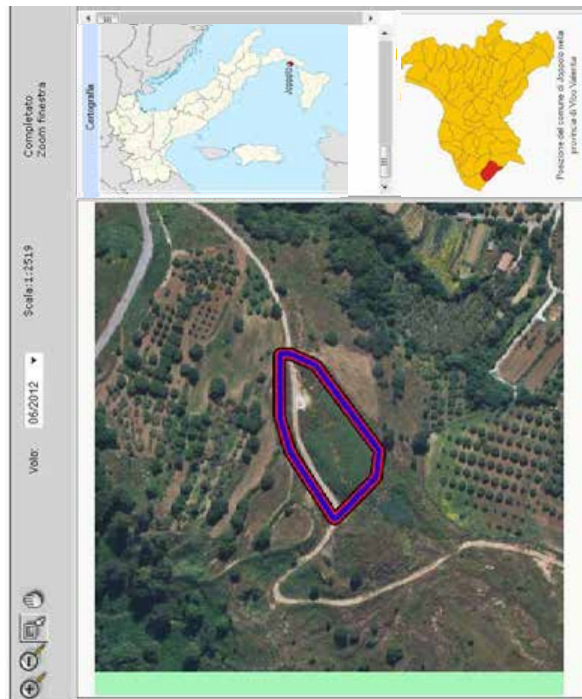 Volo: 06/2012 Scala:1:2519 Completato
Zoom finestra
Cartografia
Joppolo
Posizione del comune di Joppolo nella
provincia di Vibo Valentia